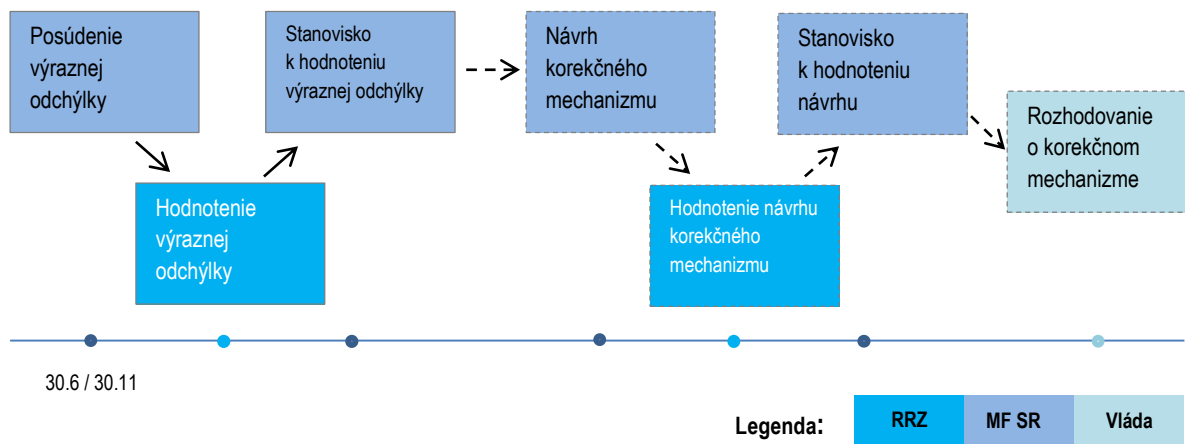 Posúdenie
výraznej
odchýlky
Stanovisko
k hodnoteniu
výraznej odchýlky
Návrh
korekčného
mechanizmu
Stanovisko
k hodnoteniu
návrhu
Rozhodovanie
o korekčnom
mechanizme
Hodnotenie
výraznej
odchýlky
Hodnotenie návrhu
korekčného
mechanizmu
30.6 / 30.11
Legenda:
RRZ
MF SR
Vláda